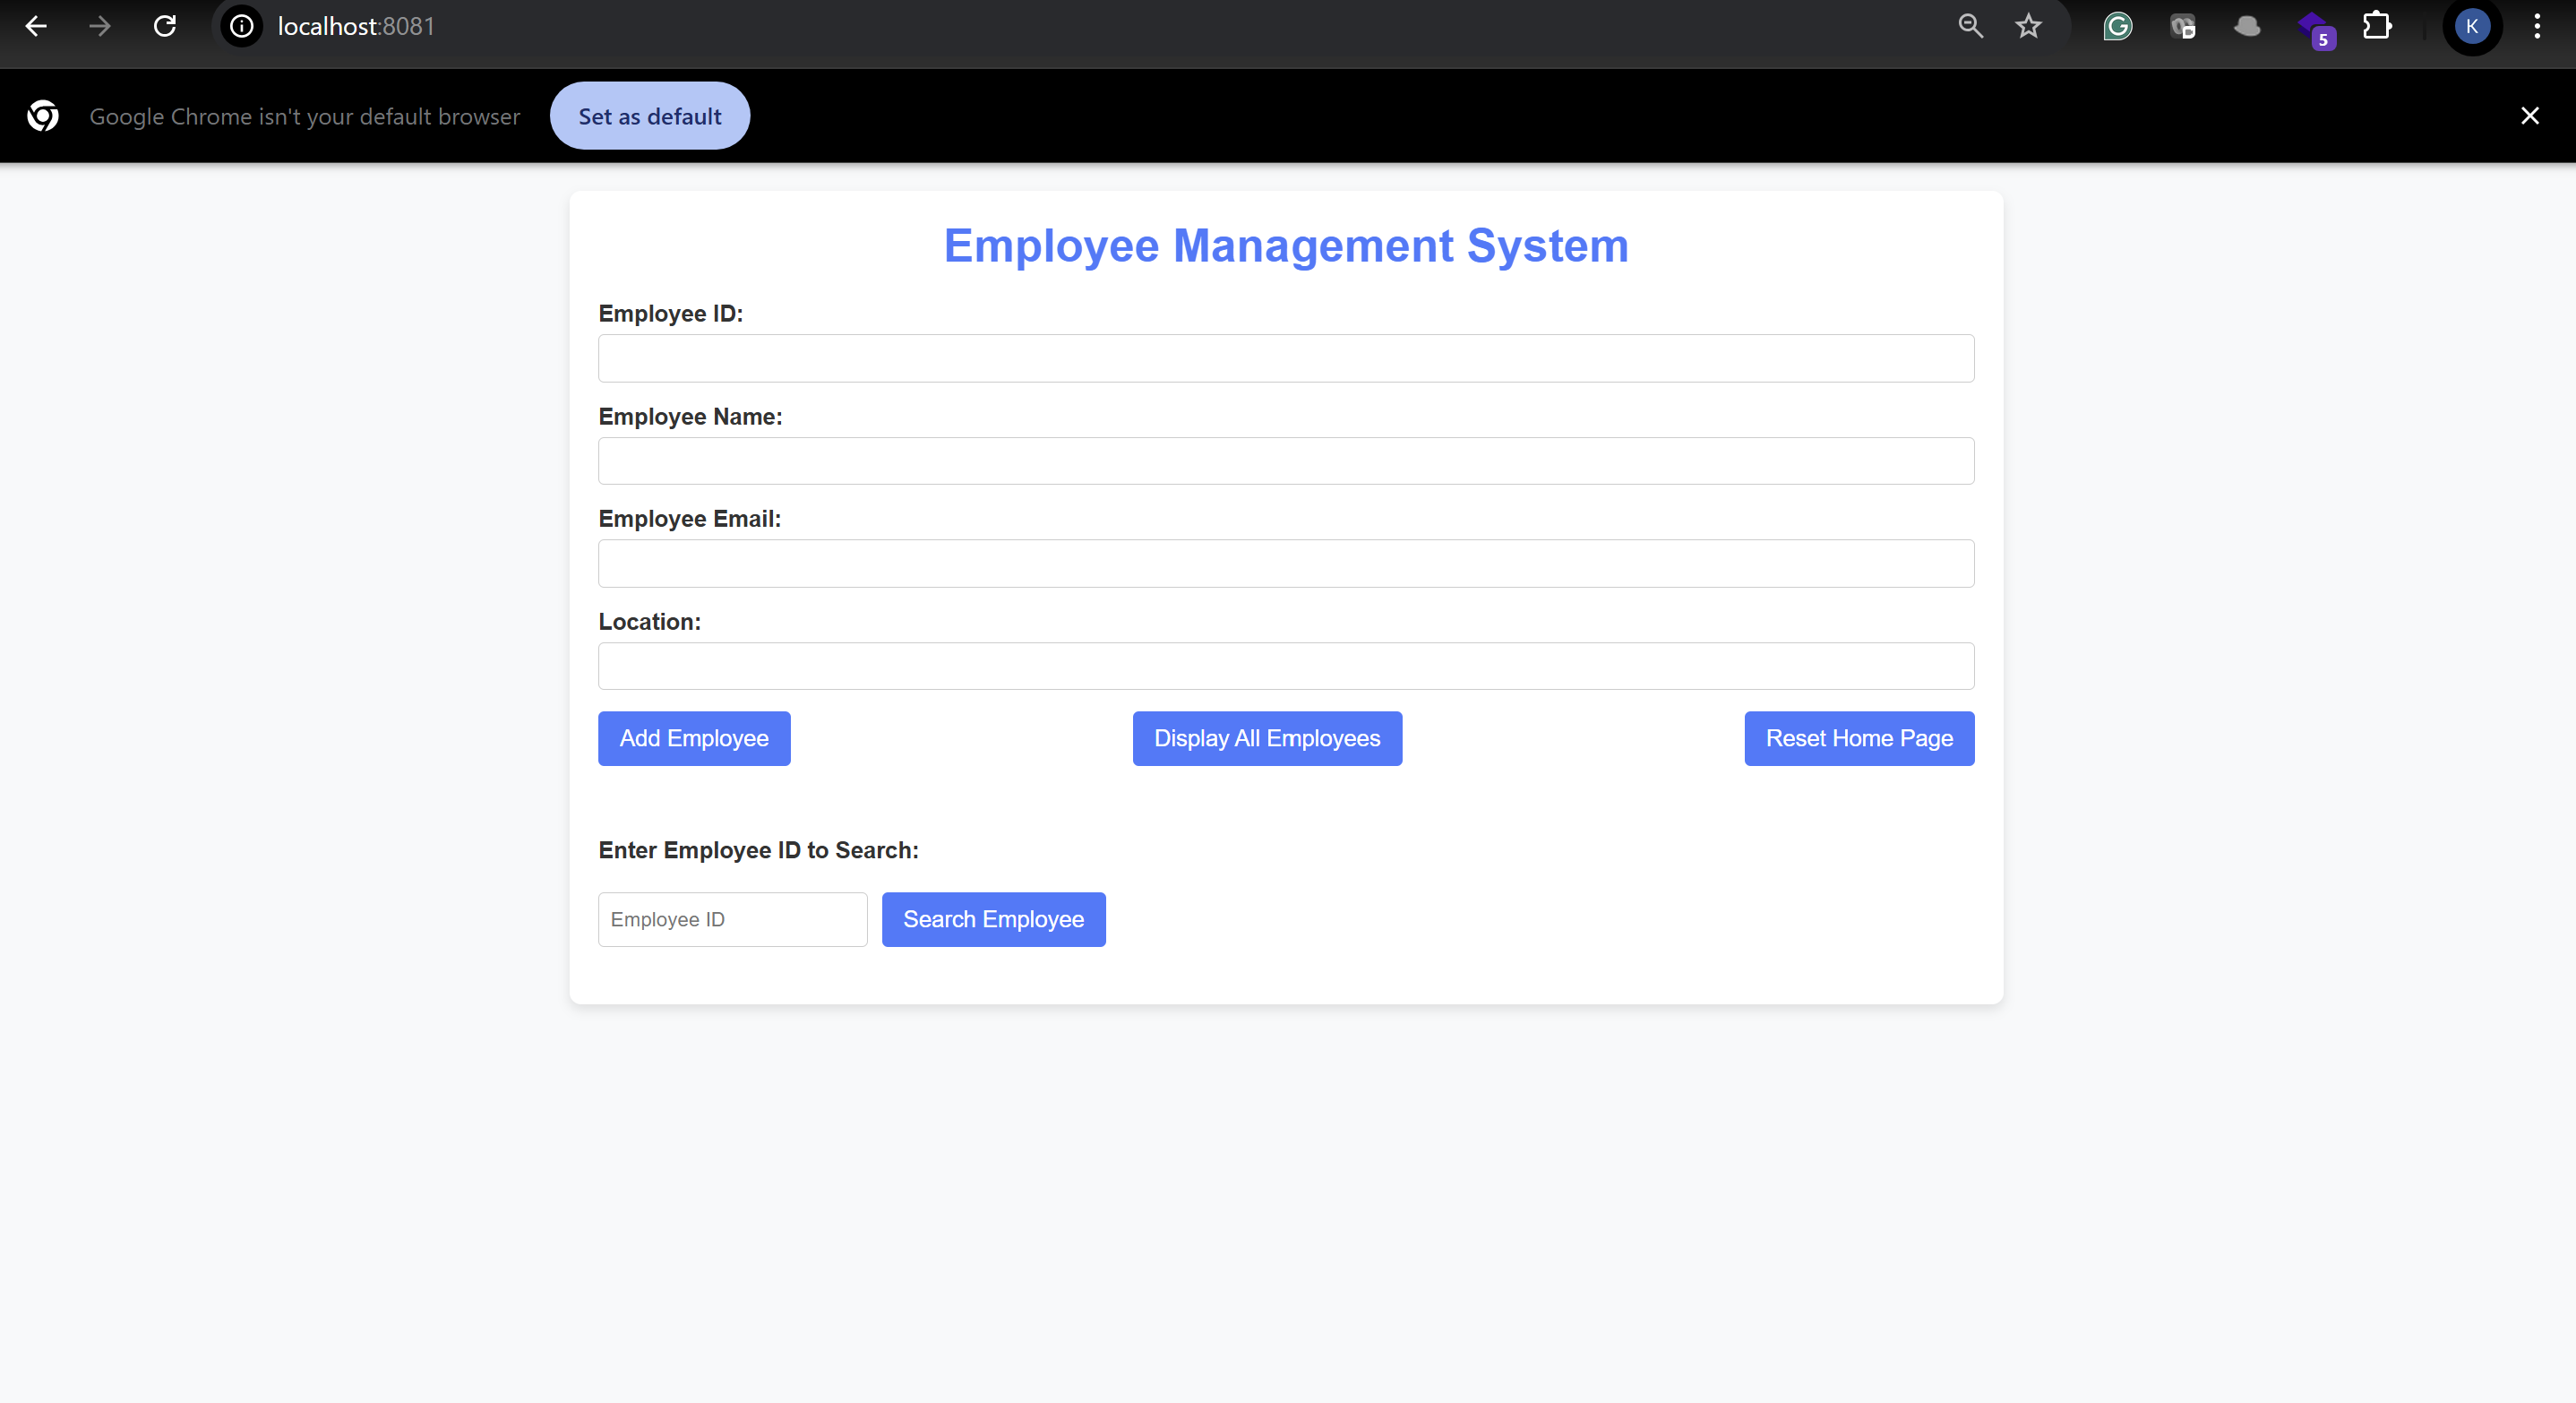 localhost:8081
5
K
Google Chrome isn't your default browser
Set as default
Employee Management System
Employee ID:
Employee Name:
Employee Email:
Location:
Add Employee
Display All Employees
Reset Home Page
Enter Employee ID to Search:
Employee ID
Search Employee